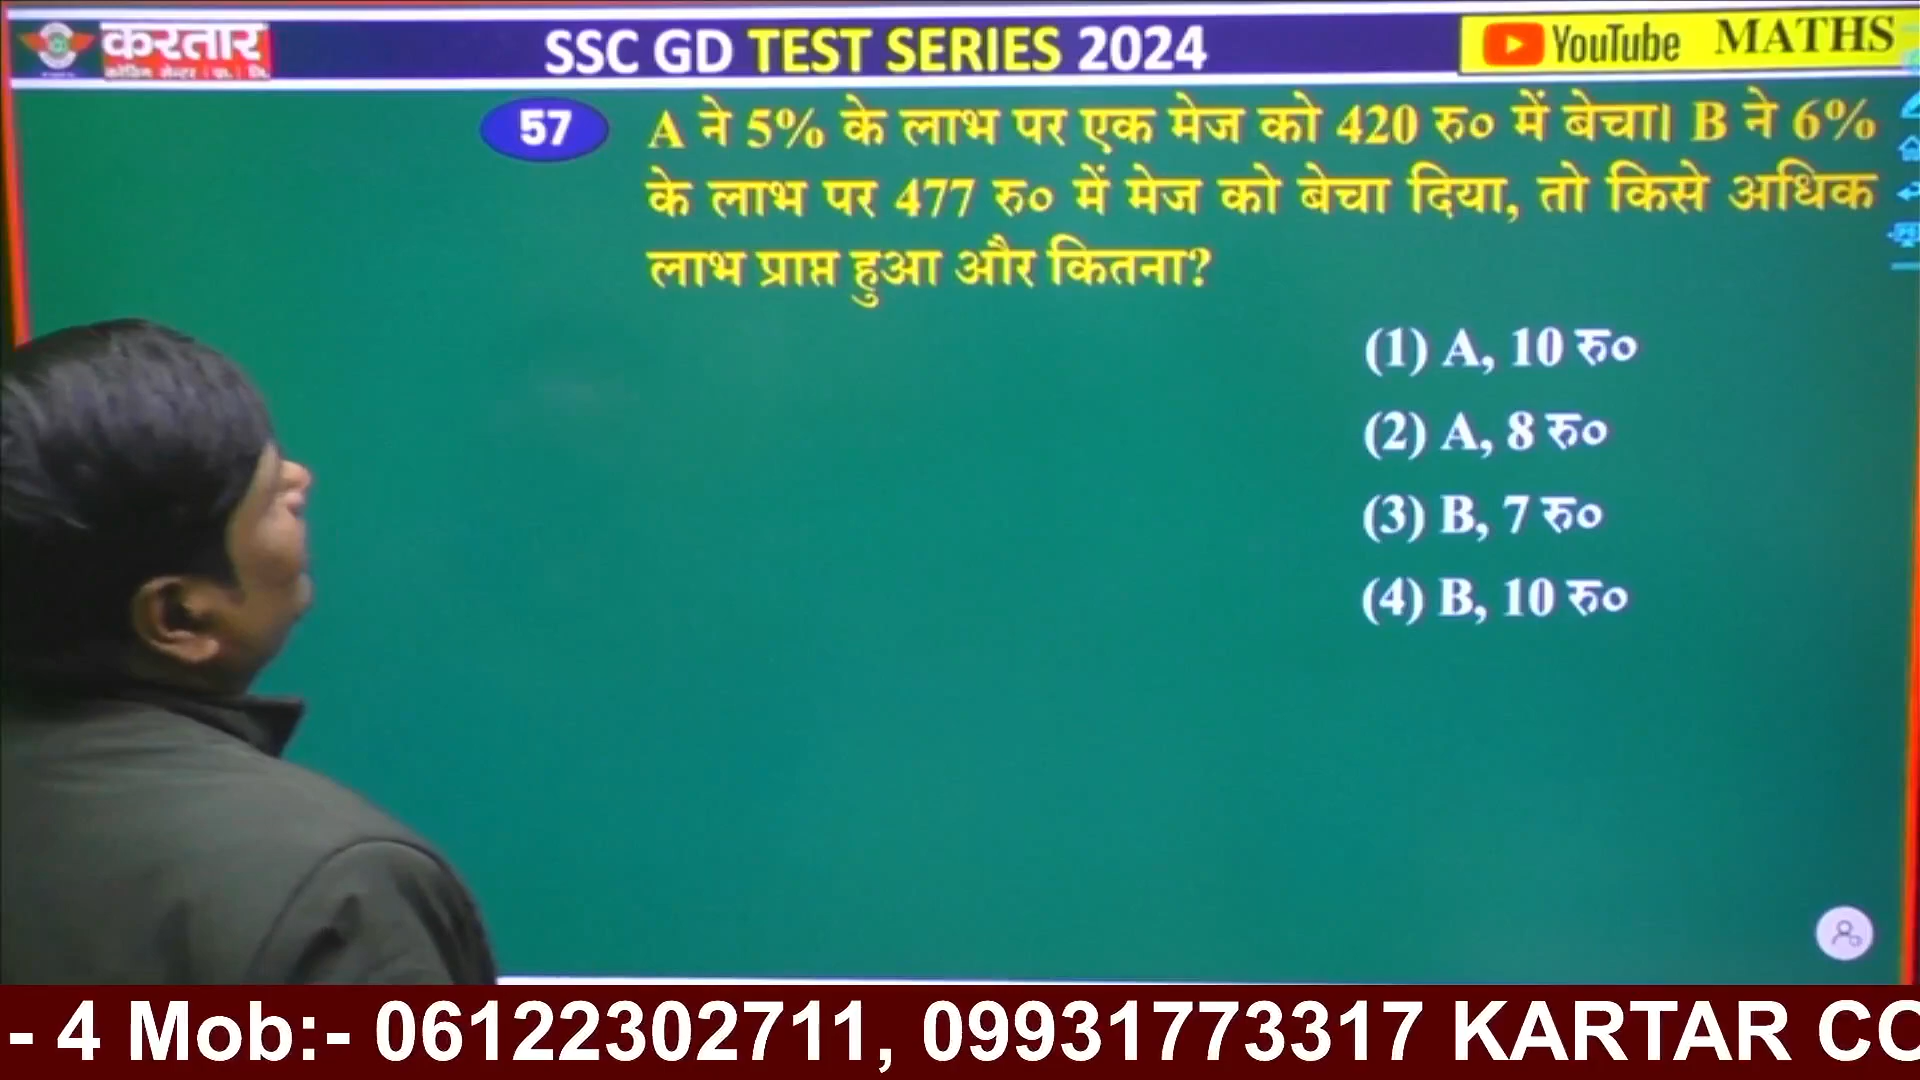 करतार
SSC GD TEST SERIES 2024
YouTube MATHS
57
A ने 5% के लाभ पर एक मेज को 420 रु० में बेचा। B ने 6%
के लाभ पर 477 रु० में मेज को बेचा दिया, तो किसे अधिक
लाभ प्राप्त हुआ और कितना?
(1) A, 10 रु०
(2) A, 8 रु०
(3) B, 7 रु०
(4) B, 10 रु०
- 4 Mob:- 06122302711, 09931773317 KARTAR CO